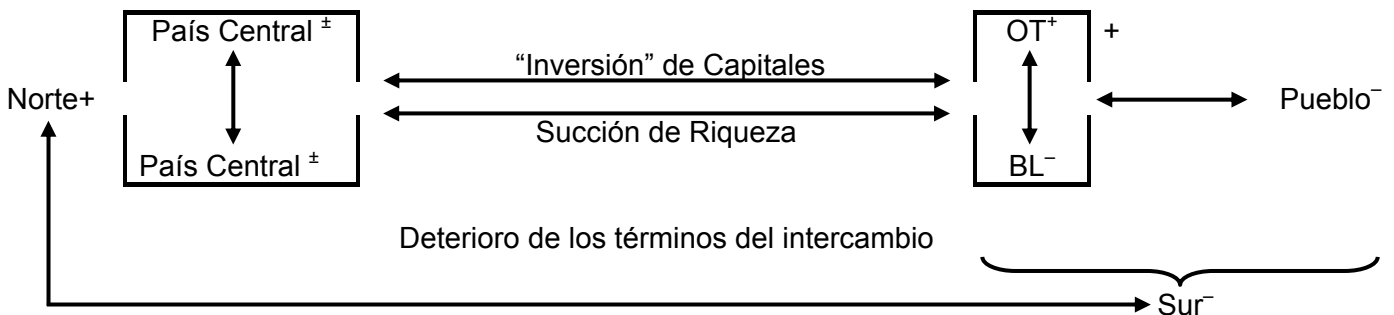 País Central ±
OT⁺ +
“Inversión” de Capitales
Norte+
Pueblo⁻
Succión de Riqueza
País Central ±
BL⁻
Deterioro de los términos del intercambio
Sur⁻